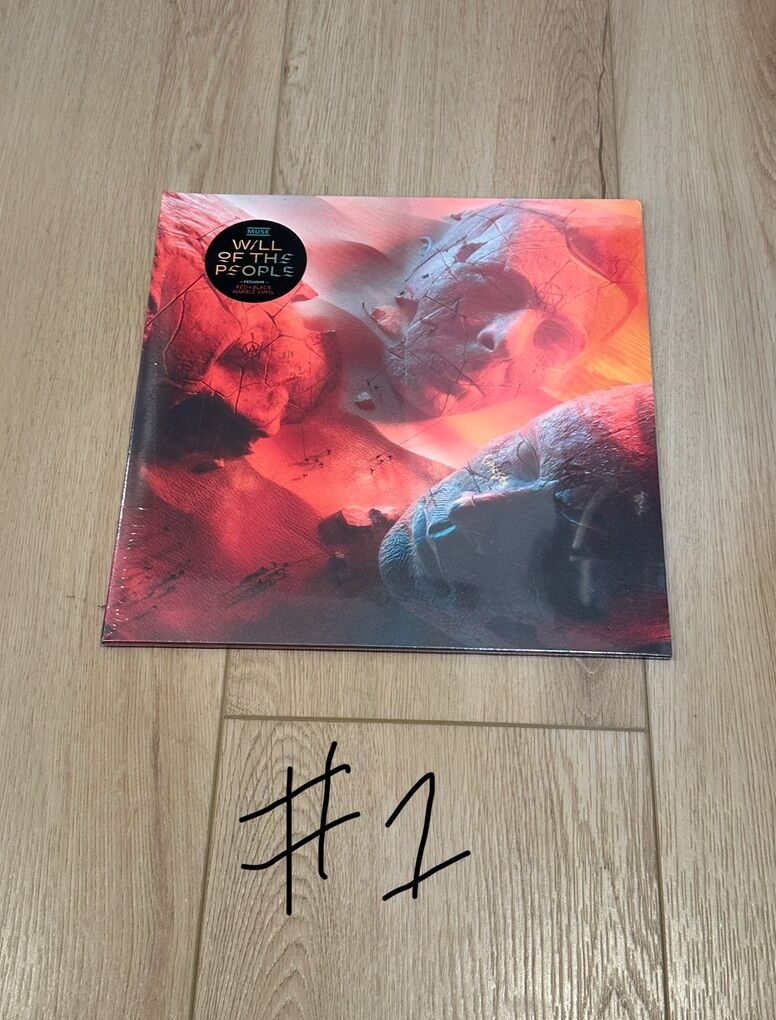 MUSE
WiLL
OF THE
PEOPLE
– EXCLUSIVE –
RED+BLACK
MARBLE VINYL
#1